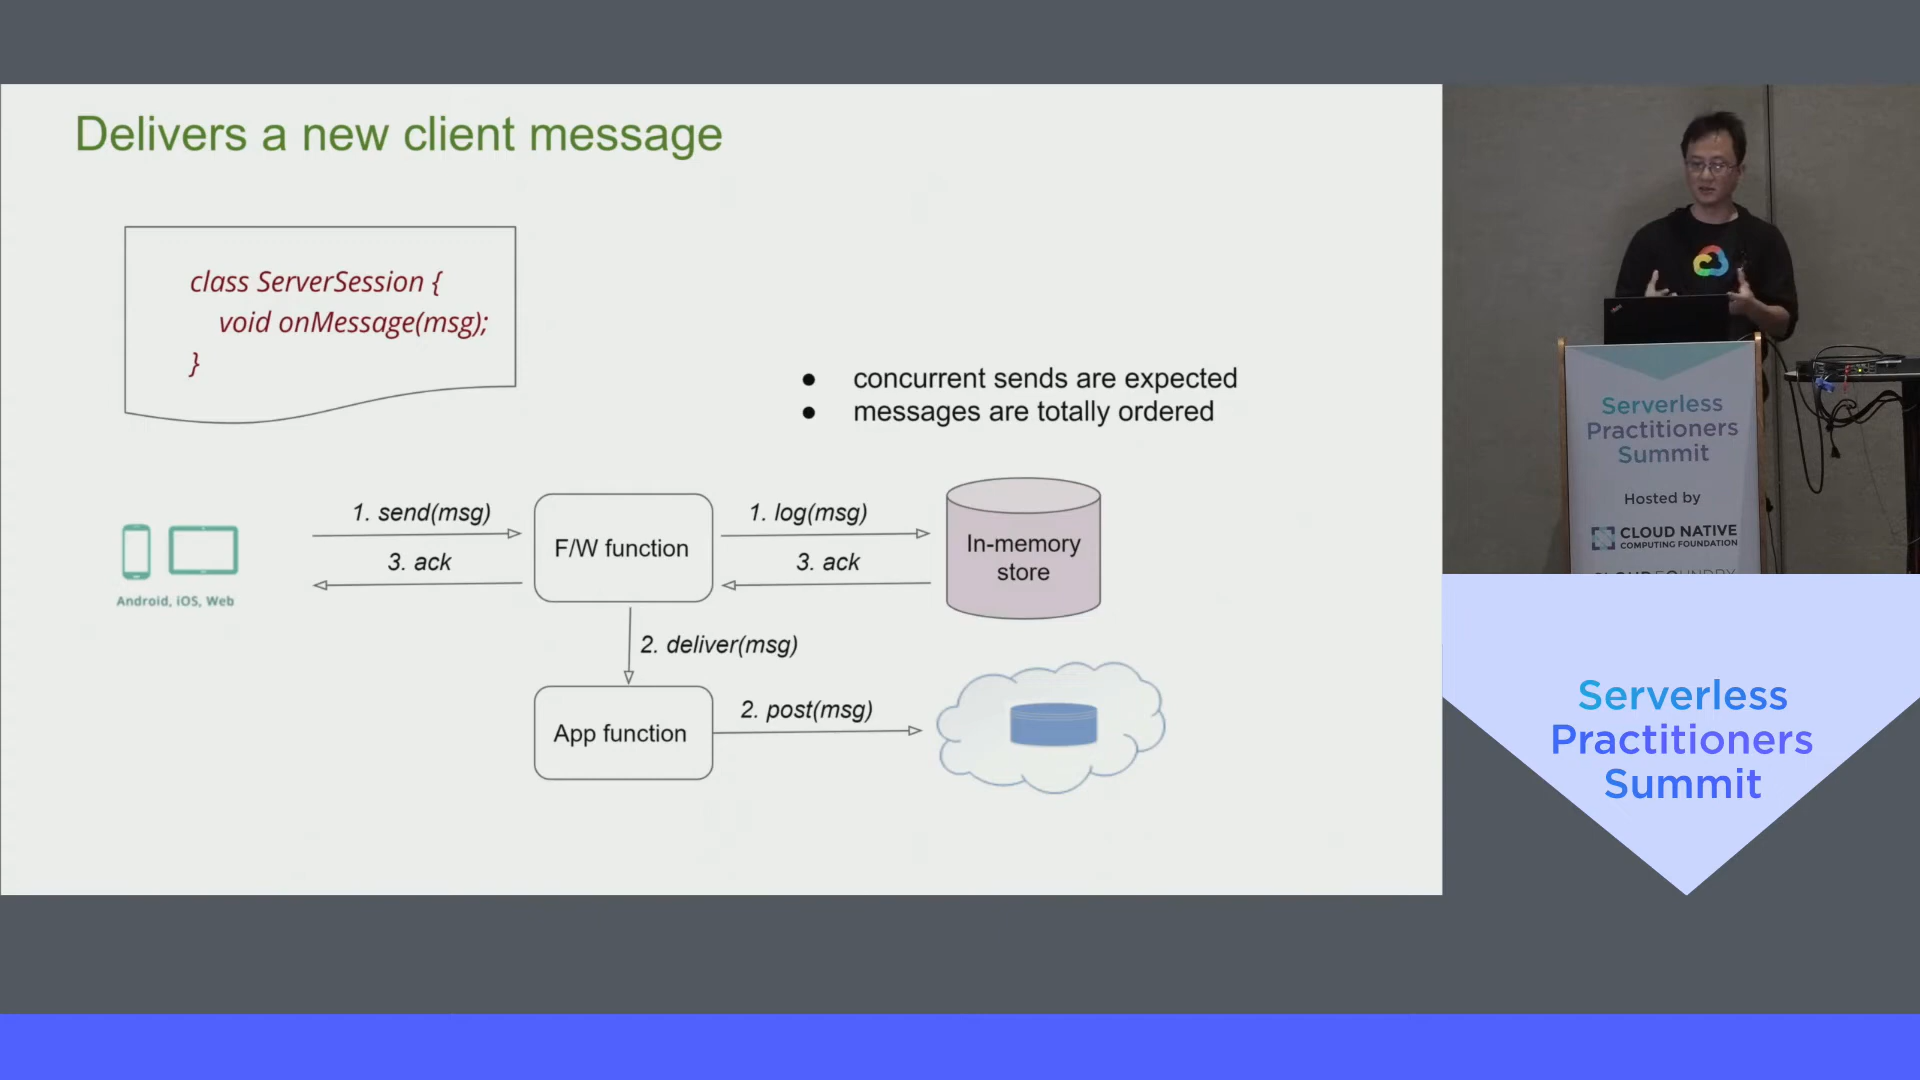 Delivers a new client message
class ServerSession {
void onMessage(msg);
}
concurrent sends are expected
messages are totally ordered
1. send(msg)
3. ack
F/W function
1. log(msg)
3. ack
In-memory
store
Android, iOS, Web
2. deliver(msg)
App function
2. post(msg)
Serverless
Practitioners
Summit
Hosted by
CLOUD NATIVE
COMPUTING FOUNDATION
CLOUD FOUNDRY
Serverless
Practitioners
Summit